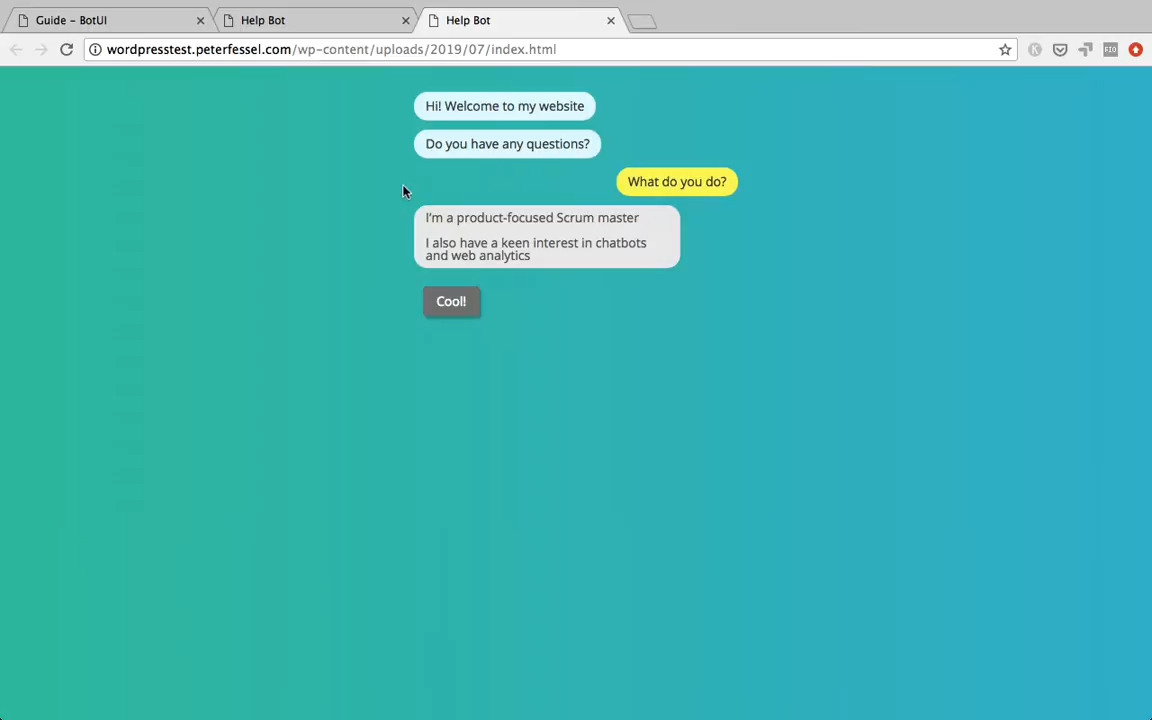 Guide – BotUI
Help Bot
Help Bot
wordpresstest.peterfessel.com/wp-content/uploads/2019/07/index.html
K
FIO
Hi! Welcome to my website
Do you have any questions?
What do you do?
I'm a product-focused Scrum master
I also have a keen interest in chatbots
and web analytics
Cool!